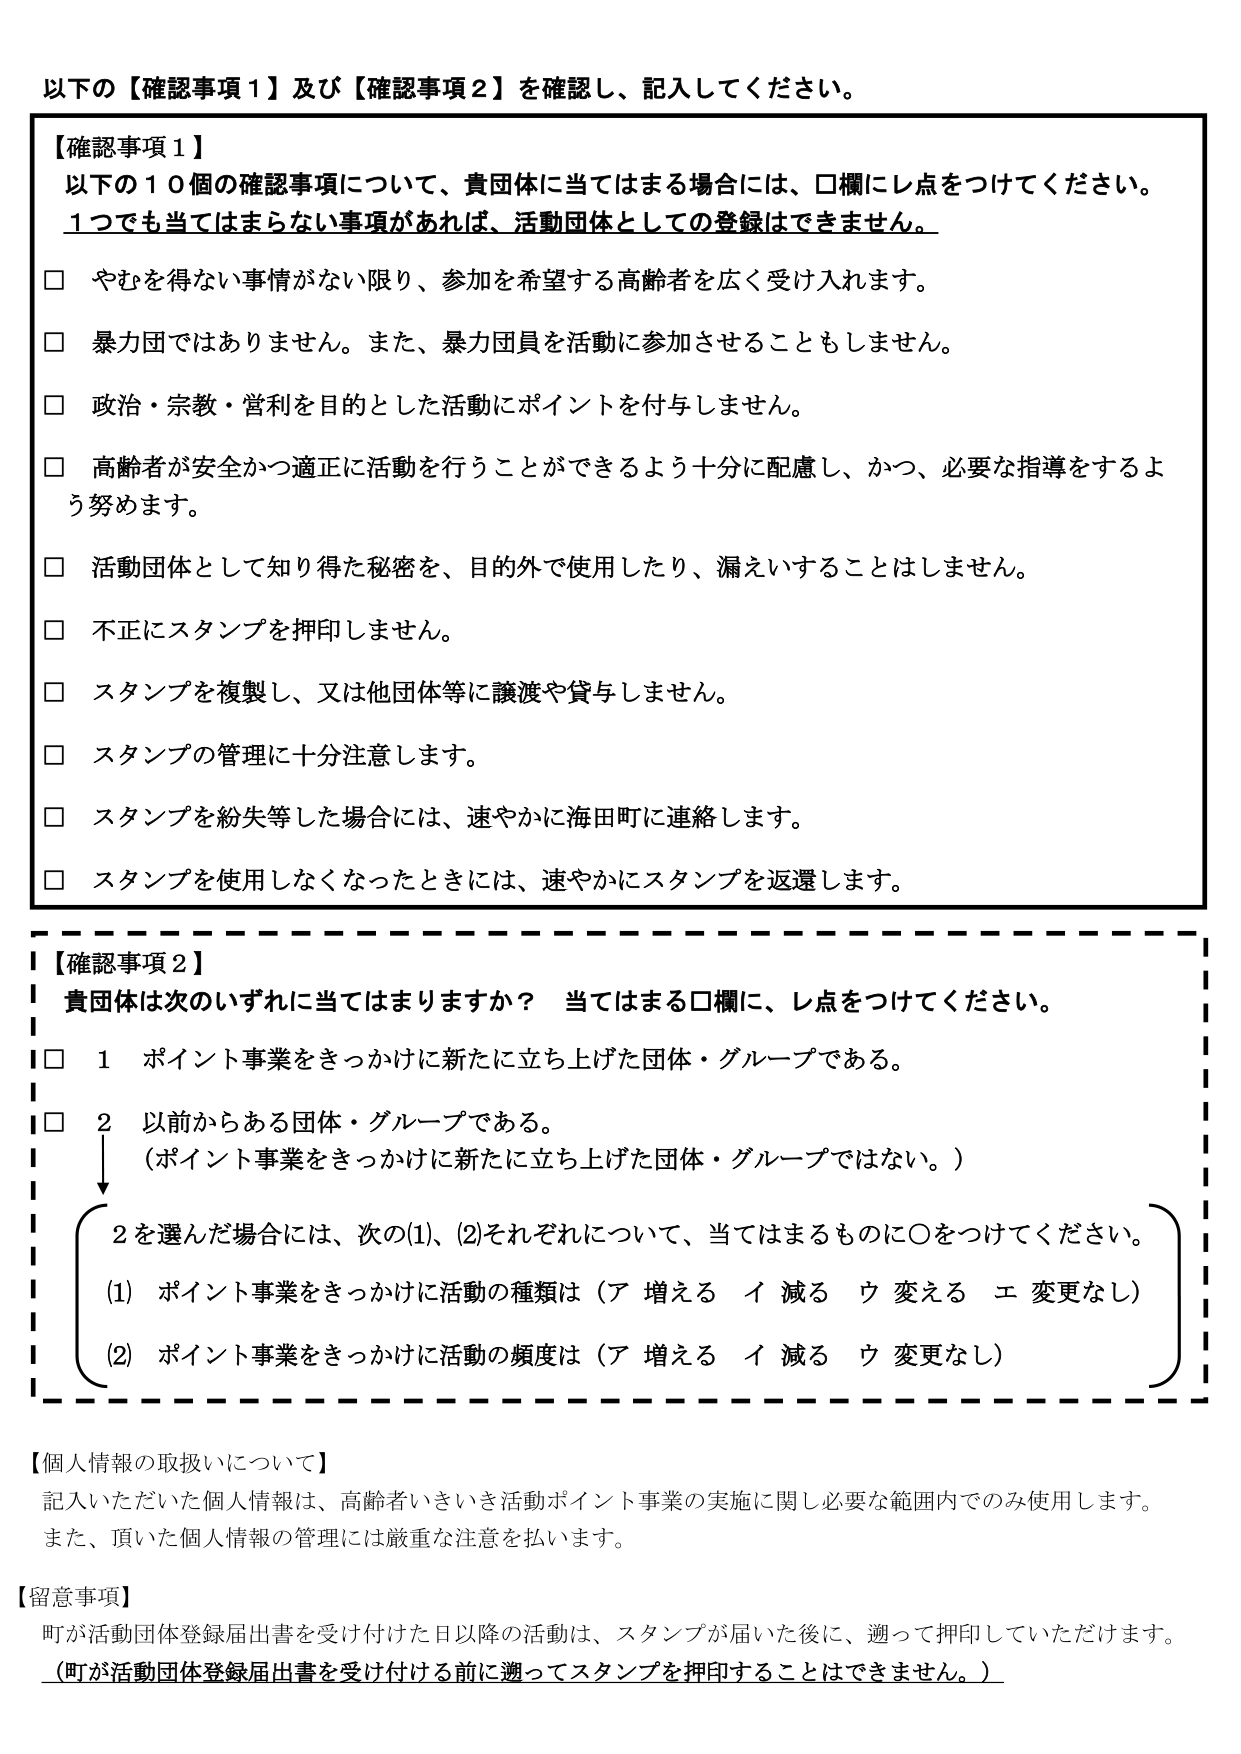 以下の【確認事項１】及び【確認事項２】を確認し、記入してください。
【確認事項１】
以下の１０個の確認事項について、貴団体に当てはまる場合には、口欄にレ点をつけてください。
１つでも当てはまらない事項があれば、活動団体としての登録はできません。
□　やむを得ない事情がない限り、参加を希望する高齢者を広く受け入れます。
□　暴力団ではありません。また、暴力団員を活動に参加させることもしません。
□　政治・宗教・営利を目的とした活動にポイントを付与しません。
□　高齢者が安全かつ適正に活動を行うことができるよう十分に配慮し、かつ、必要な指導をするよ
う努めます。
□　活動団体として知り得た秘密を、目的外で使用したり、漏えいすることはしません。
□　不正にスタンプを押印しません。
□　スタンプを複製し、又は他団体等に譲渡や貸与しません。
□　スタンプの管理に十分注意します。
□　スタンプを紛失等した場合には、速やかに海田町に連絡します。
□　スタンプを使用しなくなったときには、速やかにスタンプを返還します。
【確認事項２】
貴団体は次のいずれに当てはまりますか？　当てはまる口欄に、レ点をつけてください。
□　１　ポイント事業をきっかけに新たに立ち上げた団体・グループである。
□　２　以前からある団体・グループである。
（ポイント事業をきっかけに新たに立ち上げた団体・グループではない。）
２を選んだ場合には、次の⑴、⑵それぞれについて、当てはまるものに○をつけてください。
⑴　ポイント事業をきっかけに活動の種類は（ア 増える　イ 減る　ウ 変える　エ 変更なし）
⑵　ポイント事業をきっかけに活動の頻度は（ア 増える　イ 減る　ウ 変更なし）
【個人情報の取扱いについて】
記入いただいた個人情報は、高齢者いきいき活動ポイント事業の実施に関し必要な範囲内でのみ使用します。
また、頂いた個人情報の管理には厳重な注意を払います。
【留意事項】
町が活動団体登録届出書を受け付けた日以降の活動は、スタンプが届いた後に、遡って押印していただけます。
（町が活動団体登録届出書を受け付ける前に遡ってスタンプを押印することはできません。）